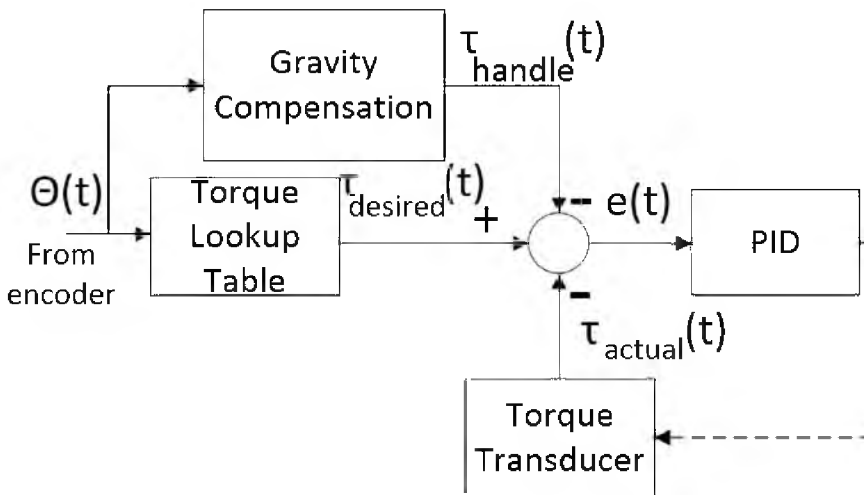 Gravity
Compensation
τhandle(t)
Θ(t)
From
encoder
Torque
Lookup
Table
τdesired(t)
+
--
-
e(t)
PID
τactual(t)
Torque
Transducer